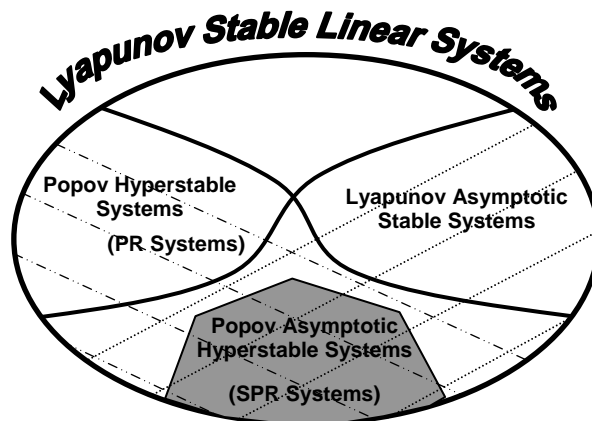 Lyapunov Stable Linear Systems
Popov Hyperstable
Systems
(PR Systems)
Lyapunov Asymptotic
Stable Systems
Popov Asymptotic
Hyperstable Systems
(SPR Systems)